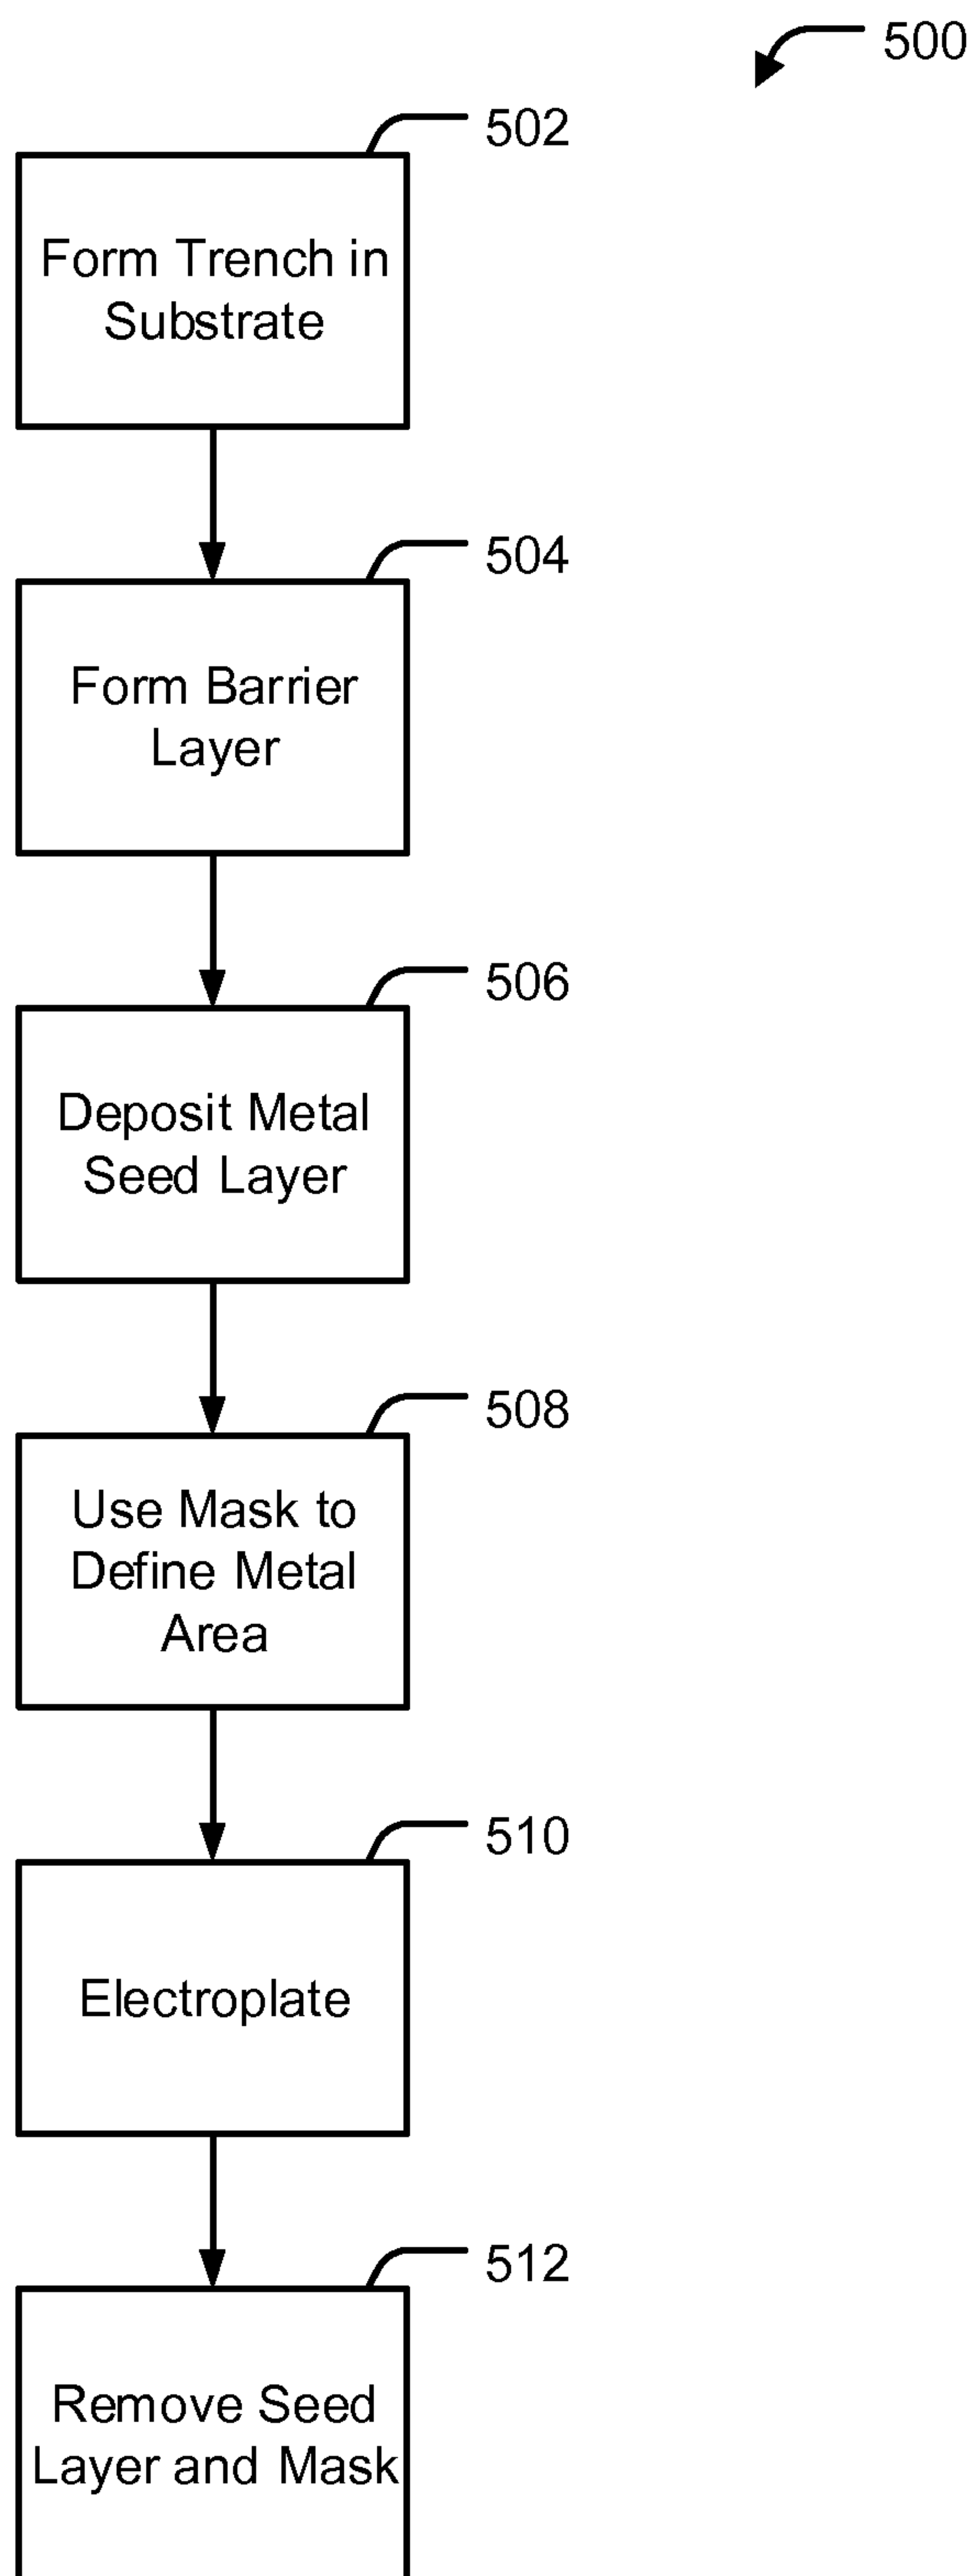 500
502
Form Trench in
Substrate
504
Form Barrier
Layer
506
Deposit Metal
Seed Layer
508
Use Mask to
Define Metal
Area
510
Electroplate
512
Remove Seed
Layer and Mask